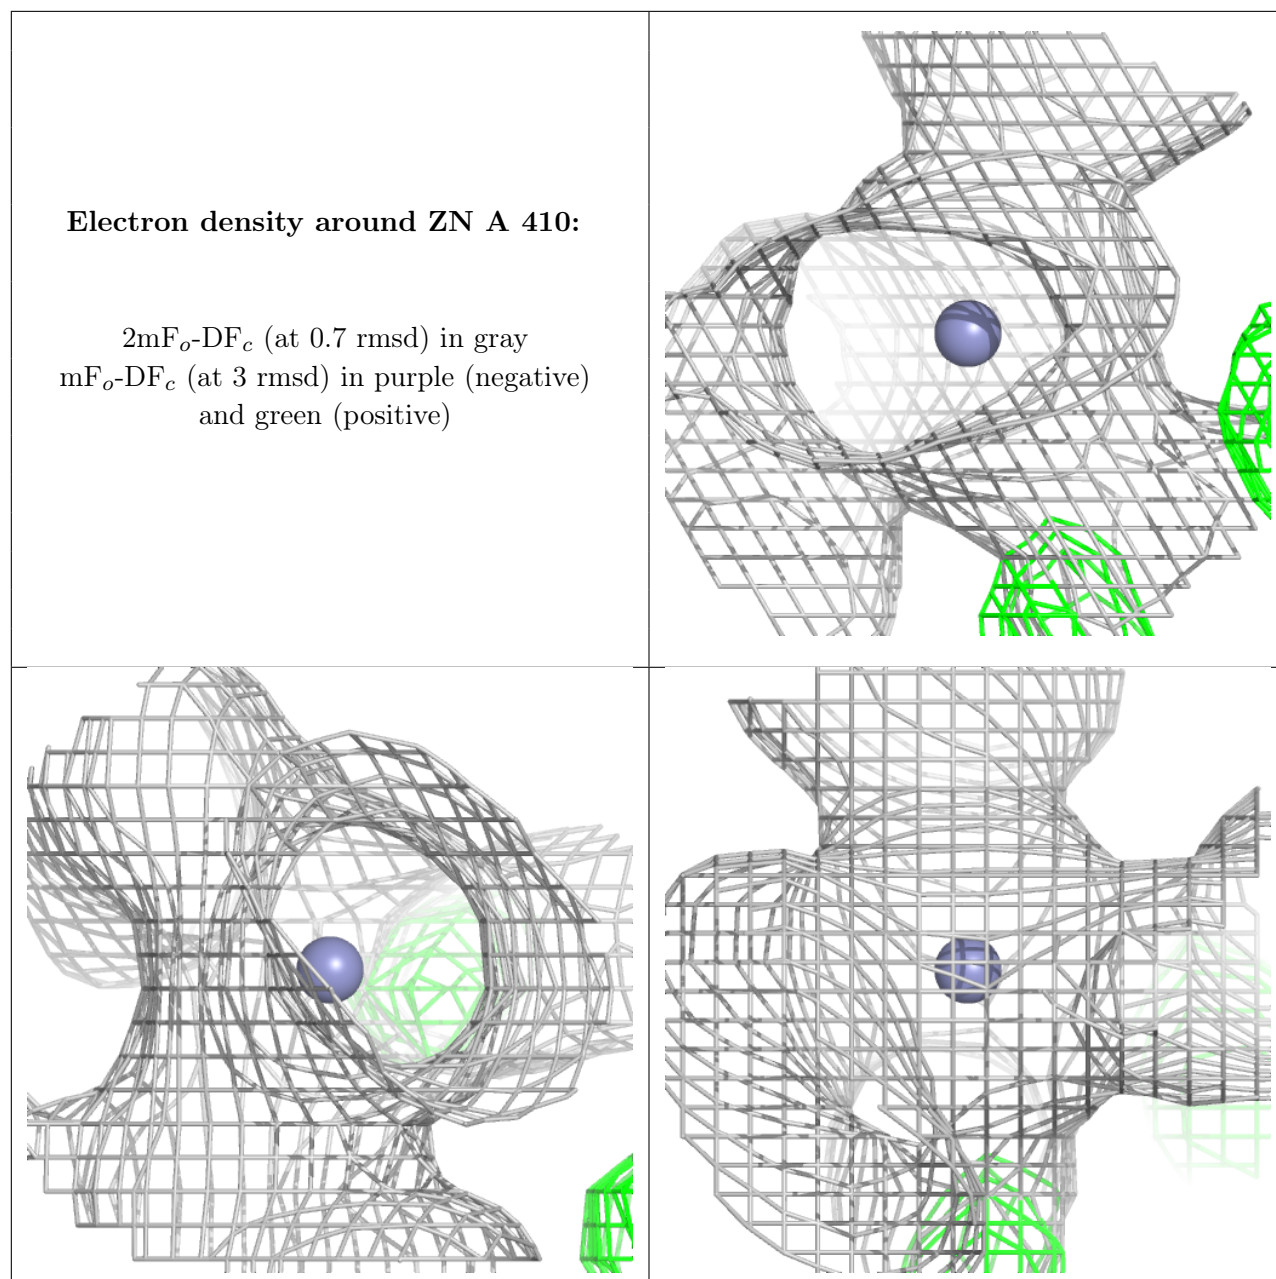 Electron density around ZN A 410:
2mFo-DFc (at 0.7 rmsd) in gray
mFo-DFc (at 3 rmsd) in purple (negative)
and green (positive)